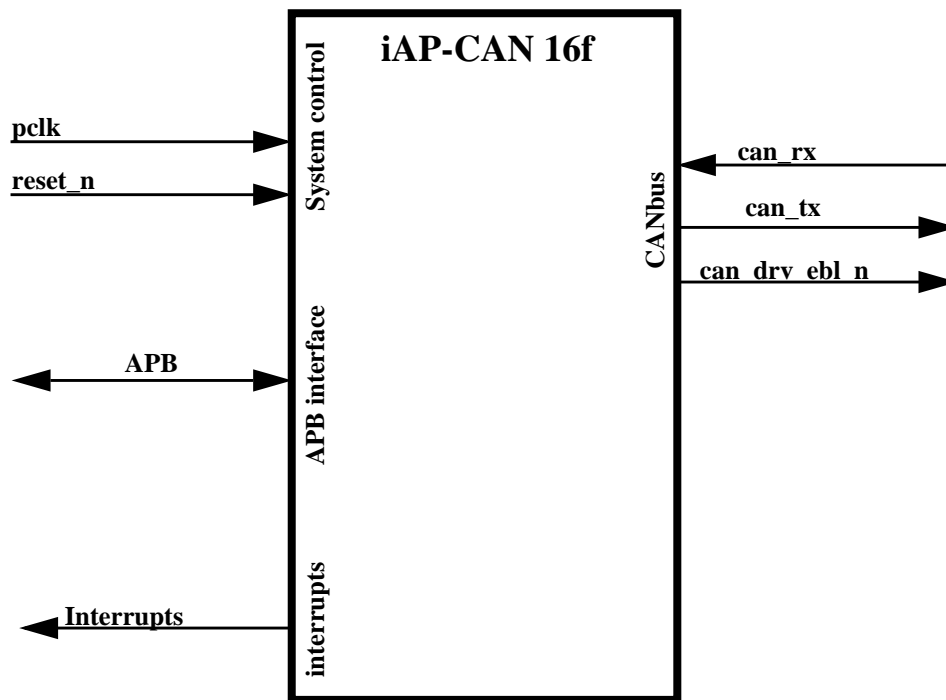 iAP-CAN 16f
System control
pclk
reset_n
can_rx
can_tx
can_drv_ebl_n
CANbus
APB
APB interface
Interrupts
interrupts